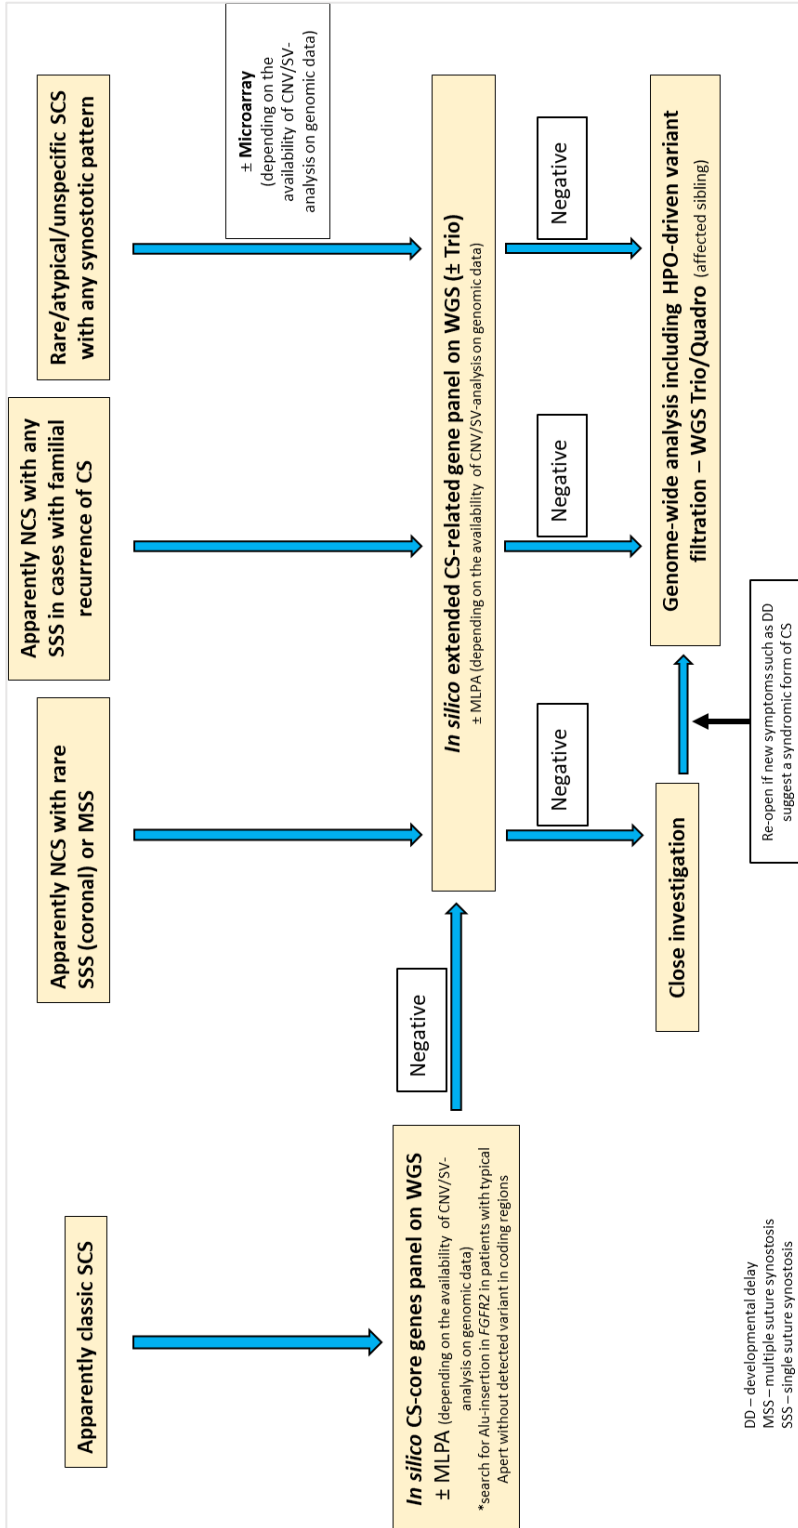 Apparently classic SCS
Apparently NCS with rare
SSS (coronal) or MSS
Apparently NCS with any
SSS in cases with familial
recurrence of CS
Rare/atypical/unspecific SCS
with any synostotic pattern
± Microarray
(depending on the
availability of CNV/SV-
analysis on genomic data)
In silico CS-core genes panel on WGS
± MLPA (depending on the availability of CNV/SV-
analysis on genomic data)
*search for Alu-insertion in FGFR2 in patients with typical
Apert without detected variant in coding regions
Negative
In silico extended CS-related gene panel on WGS (± Trio)
± MLPA (depending on the availability of CNV/SV-analysis on genomic data)
Negative
Negative
Negative
Close investigation
Genome-wide analysis including HPO-driven variant
filtration – WGS Trio/Quadro (affected sibling)
Re-open if new symptoms such as DD
suggest a syndromic form of CS
DD – developmental delay
MSS – multiple suture synostosis
SSS – single suture synostosis